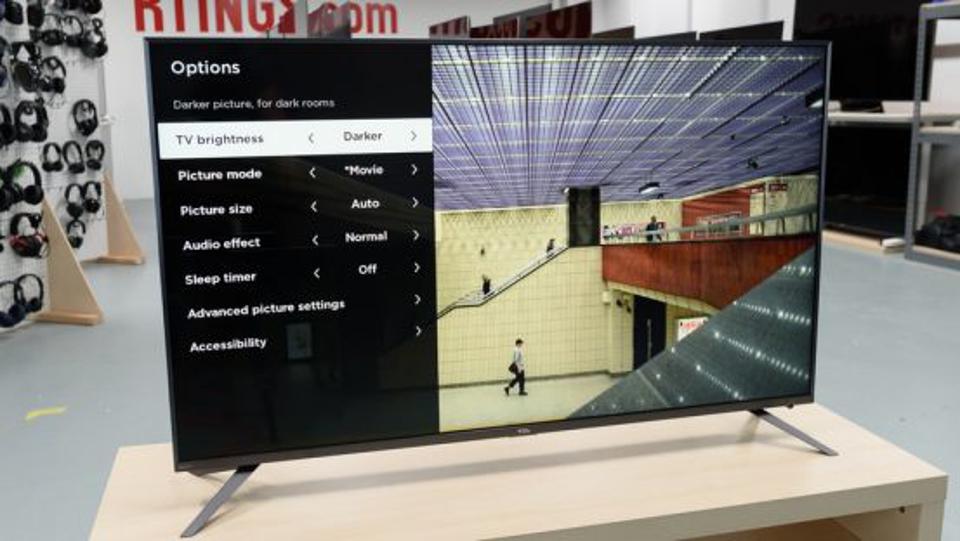 RTINGS.com
Options
Darker picture, for dark rooms
TV brightness < Darker >
Picture mode < *Movie >
Picture size < Auto >
Audio effect < Normal >
Sleep timer < Off >
Advanced picture settings >
Accessibility >
TCL